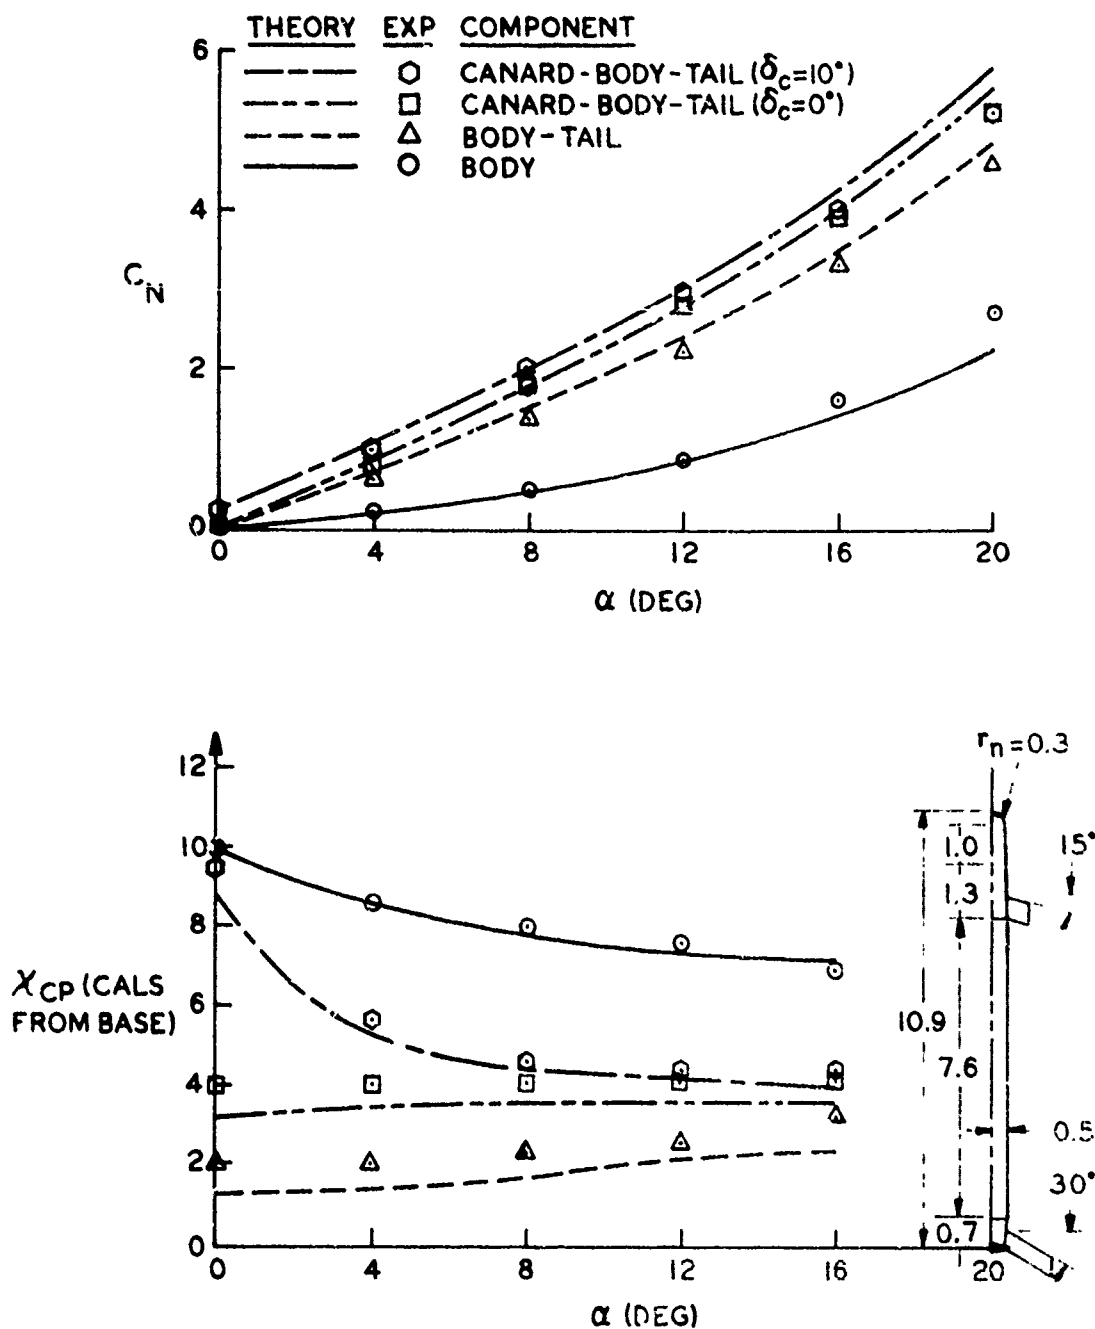 THEORY EXP COMPONENT
CANARD-BODY-TAIL (δc=10°)
CANARD-BODY-TAIL (δc=0°)
BODY-TAIL
BODY
6
4
2
0
CN
0 4 8 12 16 20
α (DEG)
12
10
8
6
4
2
0
XCP (CALS
FROM BASE)
0 4 8 12 16 20
α (DEG)
rn=0.3
1.0
15°
1.3
10.9
7.6
0.5
30°
0.7